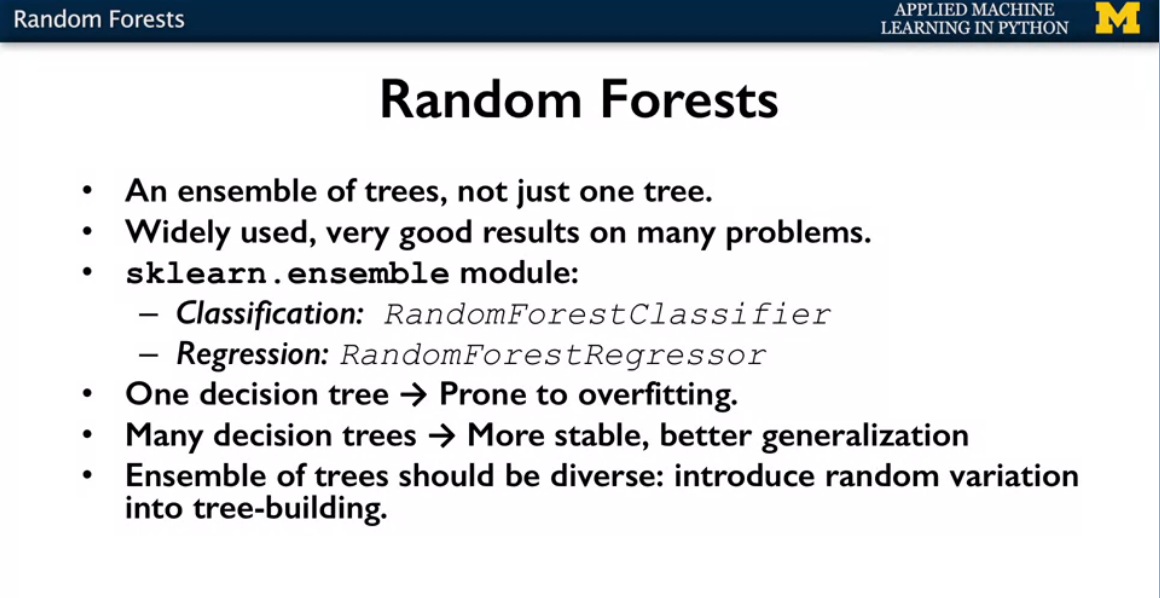 Random Forests
APPLIED MACHINE
LEARNING IN PYTHON
M
Random Forests
• An ensemble of trees, not just one tree.
• Widely used, very good results on many problems.
• sklearn.ensemble module:
– Classification: RandomForestClassifier
– Regression: RandomForestRegressor
• One decision tree → Prone to overfitting.
• Many decision trees → More stable, better generalization
• Ensemble of trees should be diverse: introduce random variation
into tree-building.